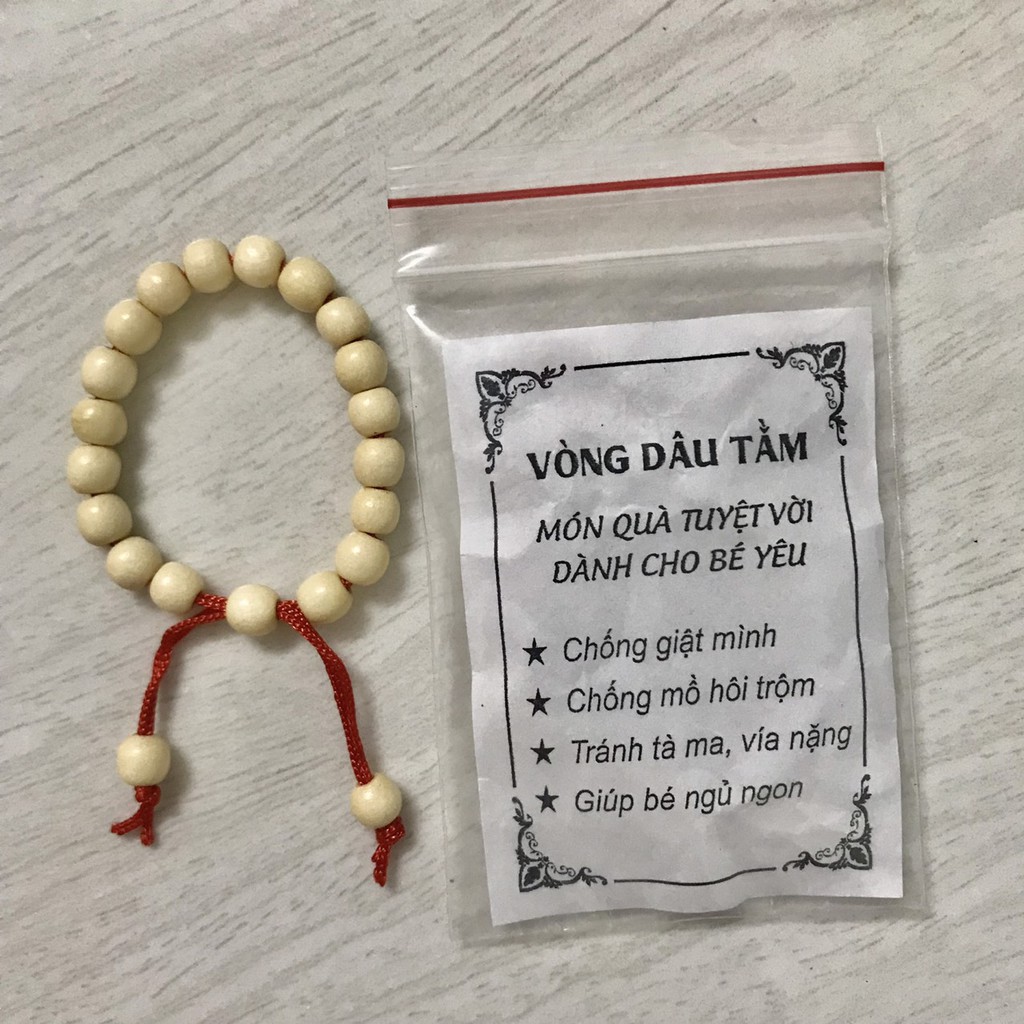 VÒNG DÂU TẰM
MÓN QUÀ TUYỆT VỜI
DÀNH CHO BÉ YÊU
★ Chống giật mình
★ Chống mồ hôi trộm
★ Tránh tà ma, vía nặng
★ Giúp bé ngủ ngon